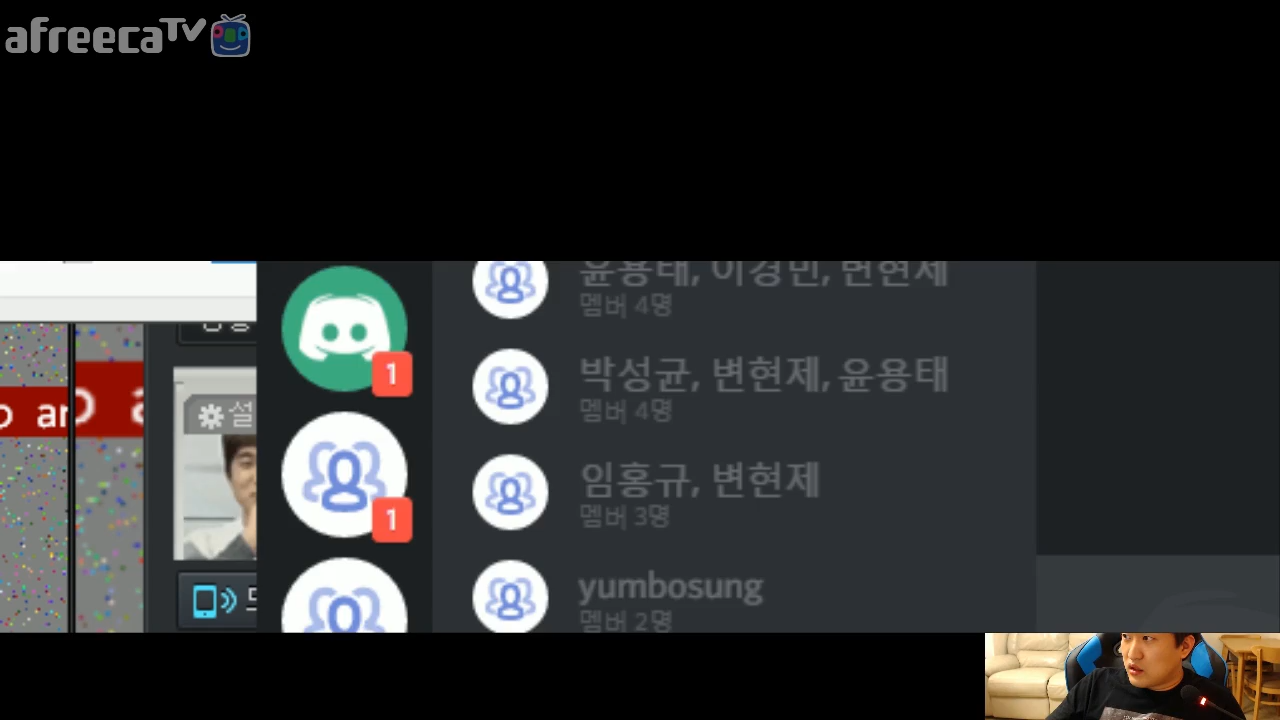 afreecaTV
윤용태, 이경민, 변현제
멤버 4명
박성균, 변현제, 윤용태
멤버 4명
임홍규, 변현제
멤버 3명
yumbosung
멤버 2명
1
1
설